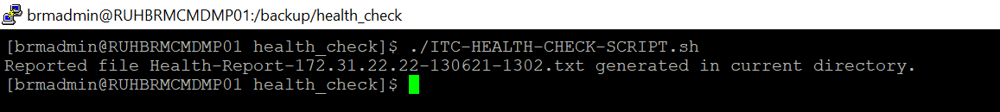 brmadmin@RUHBRMCMDMP01:/backup/health_check
[brmadmin@RUHBRMCMDMP01 health_check]$ ./ITC-HEALTH-CHECK-SCRIPT.sh
Reported file Health-Report-172.31.22.22-130621-1302.txt generated in current directory.
[brmadmin@RUHBRMCMDMP01 health_check]$